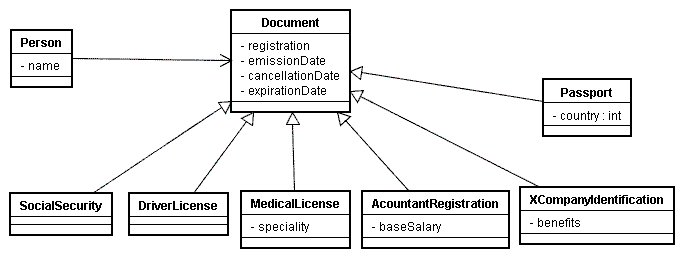 Document
- registration
- emissionDate
- cancellationDate
- expirationDate
Person
- name
Passport
- country : int
SocialSecurity
DriverLicense
MedicalLicense
- speciality
AcountantRegistration
- baseSalary
XCompanyIdentification
- benefits